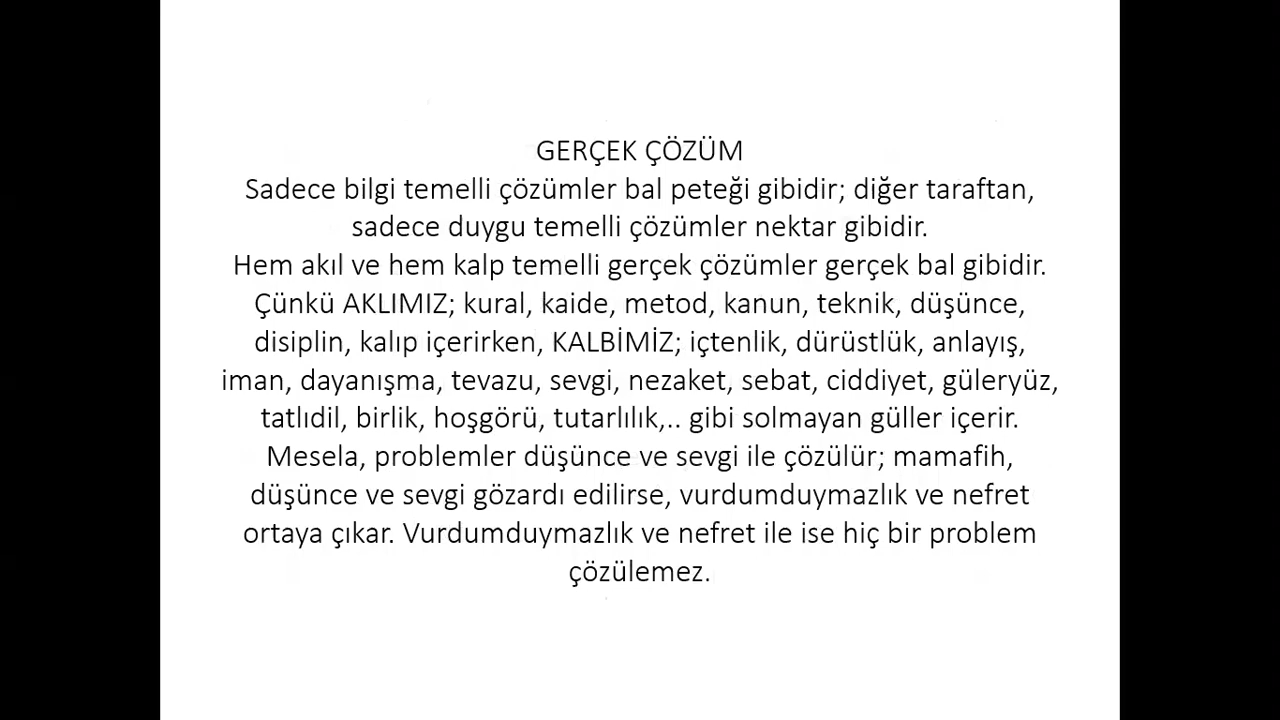 GERÇEK ÇÖZÜM
Sadece bilgi temelli çözümler bal peteği gibidir; diğer taraftan,
sadece duygu temelli çözümler nektar gibidir.
Hem akıl ve hem kalp temelli gerçek çözümler gerçek bal gibidir.
Çünkü AKLIMIZ; kural, kaide, metod, kanun, teknik, düşünce,
disiplin, kalıp içerirken, KALBİMİZ; içtenlik, dürüstlük, anlayış,
iman, dayanışma, tevazu, sevgi, nezaket, sebat, ciddiyet, güleryüz,
tatlıdil, birlik, hoşgörü, tutarlılık,.. gibi solmayan güller içerir.
Mesela, problemler düşünce ve sevgi ile çözülür; mamafih,
düşünce ve sevgi gözardı edilirse, vurdumduymazlık ve nefret
ortaya çıkar. Vurdumduymazlık ve nefret ile ise hiç bir problem
çözülemez.